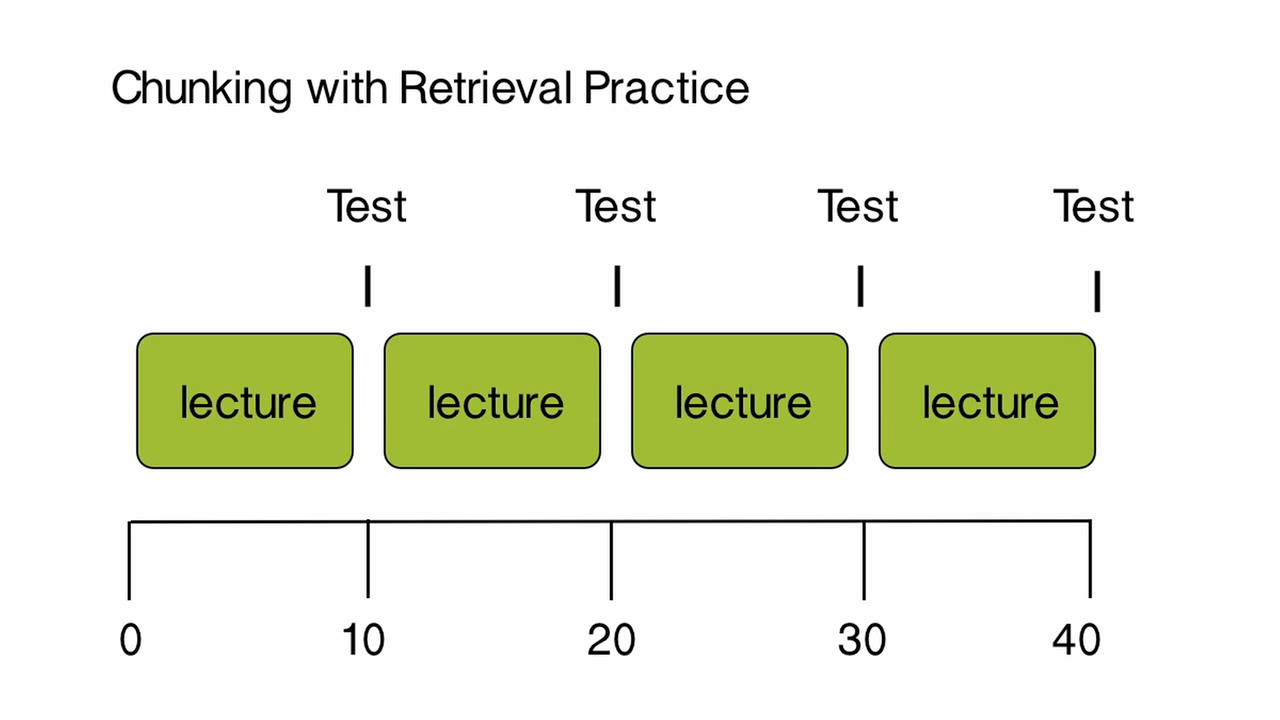 Chunking with Retrieval Practice
Test Test Test Test
lecture lecture lecture lecture
0 10 20 30 40